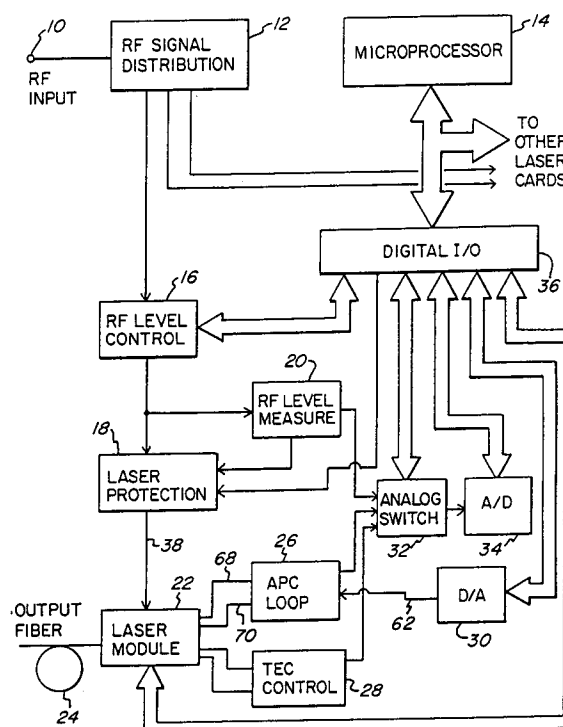 10
RF
INPUT
RF SIGNAL
DISTRIBUTION
12
MICROPROCESSOR
14
TO
OTHER
LASER
CARDS
DIGITAL I/O
36
16
RF LEVEL
CONTROL
20
RF LEVEL
MEASURE
18
LASER
PROTECTION
38
ANALOG
SWITCH
32
A/D
34
26
APC
LOOP
68
70
62
D/A
30
22
LASER
MODULE
OUTPUT
FIBER
24
TEC
CONTROL
28